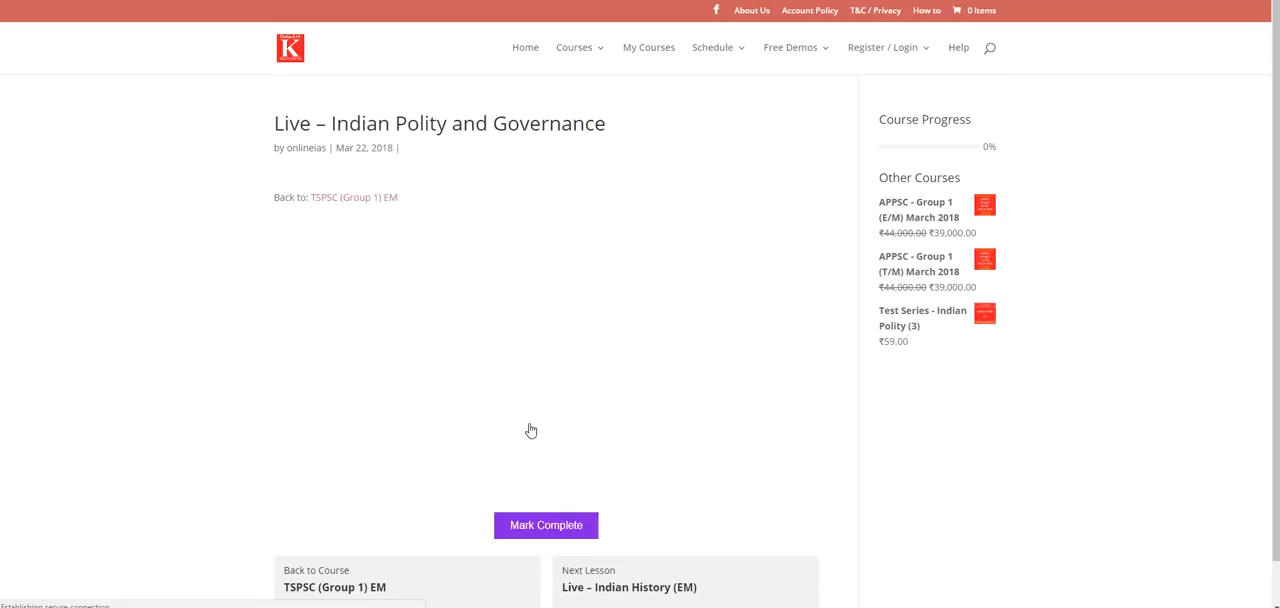 About Us Account Policy T&C / Privacy How to 0 Items
K
Home Courses My Courses Schedule Free Demos Register / Login Help
Live – Indian Polity and Governance
by onlineias | Mar 22, 2018 |
Back to: TSPSC (Group 1) EM
Mark Complete
Back to Course
TSPSC (Group 1) EM
Next Lesson
Live – Indian History (EM)
Course Progress
0%
Other Courses
APPSC - Group 1
(E/M) March 2018
₹44,000.00 ₹39,000.00
APPSC - Group 1
(T/M) March 2018
₹44,000.00 ₹39,000.00
Test Series - Indian
Polity (3)
₹59.00
Establishing secure connection